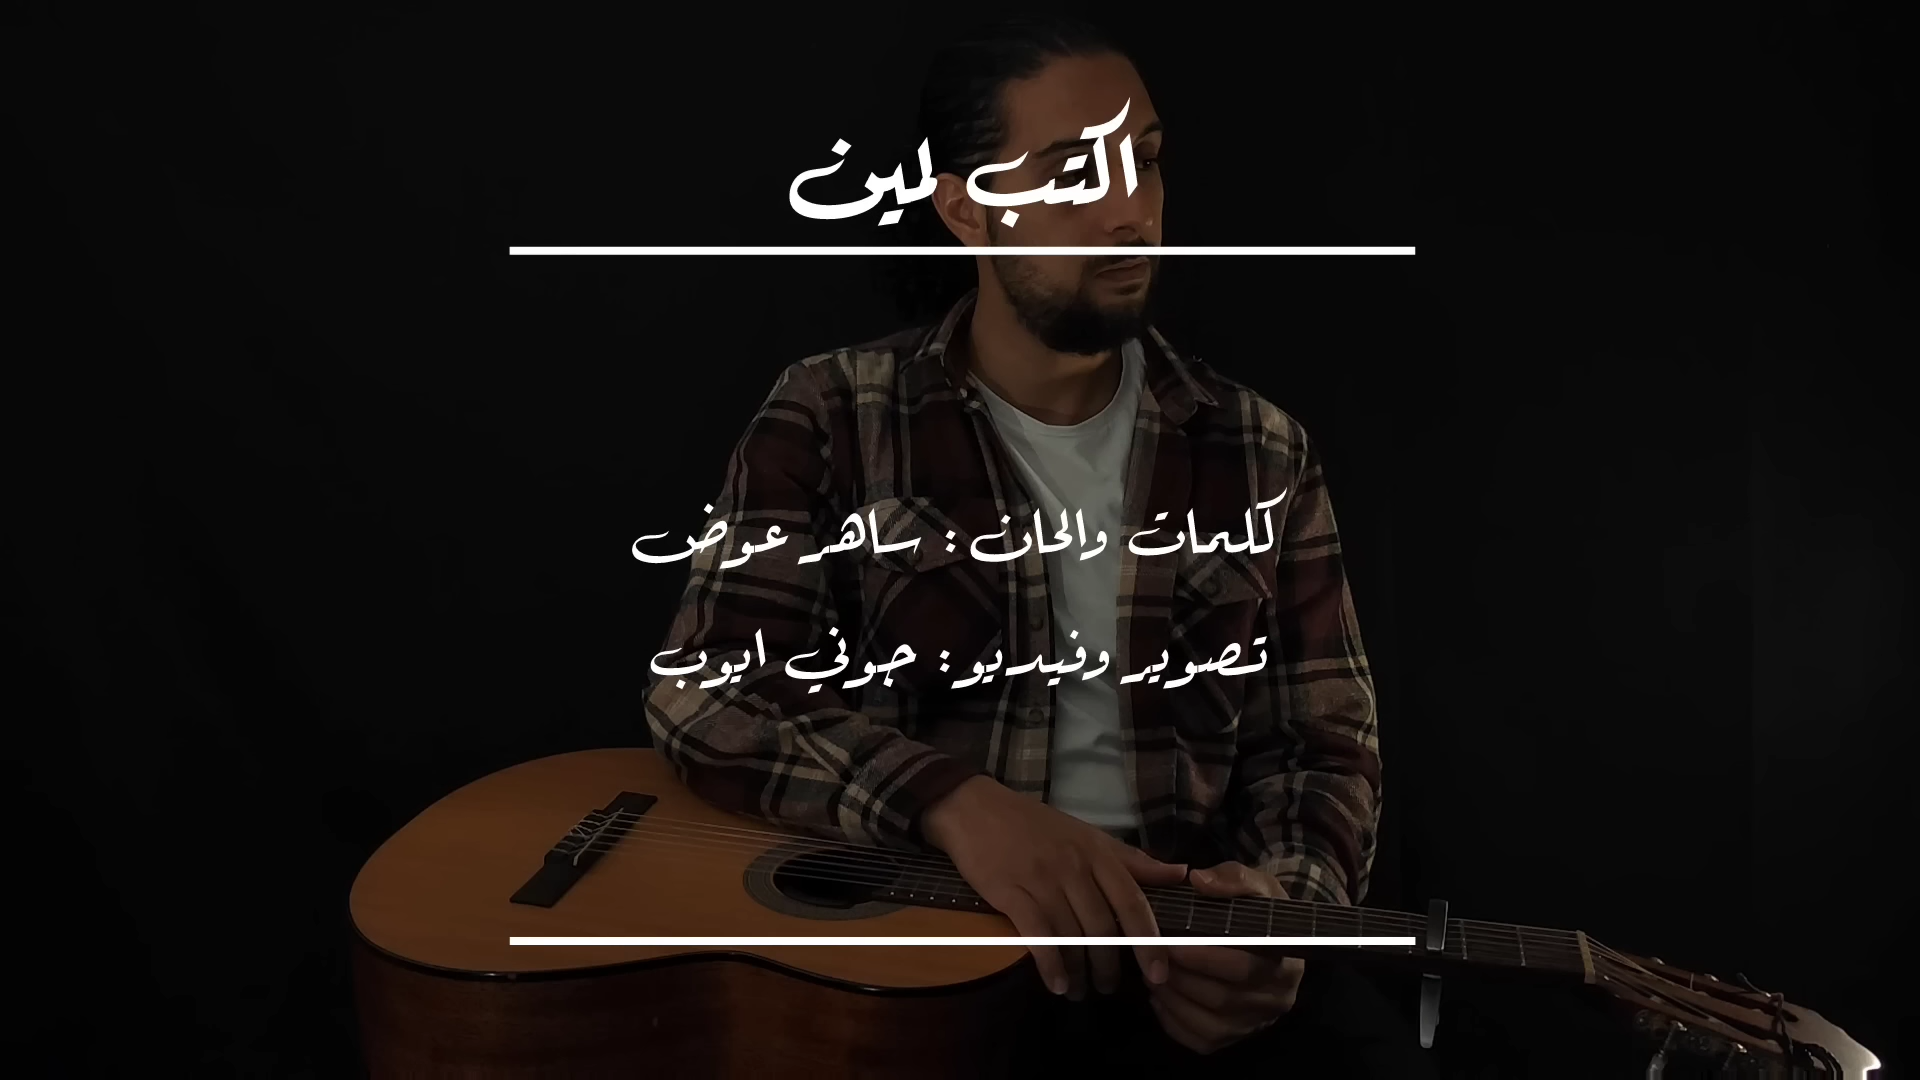 اكتب لمين
كلمات والحان : ساهر عوض
تصوير وفيديو : جوني ايوب